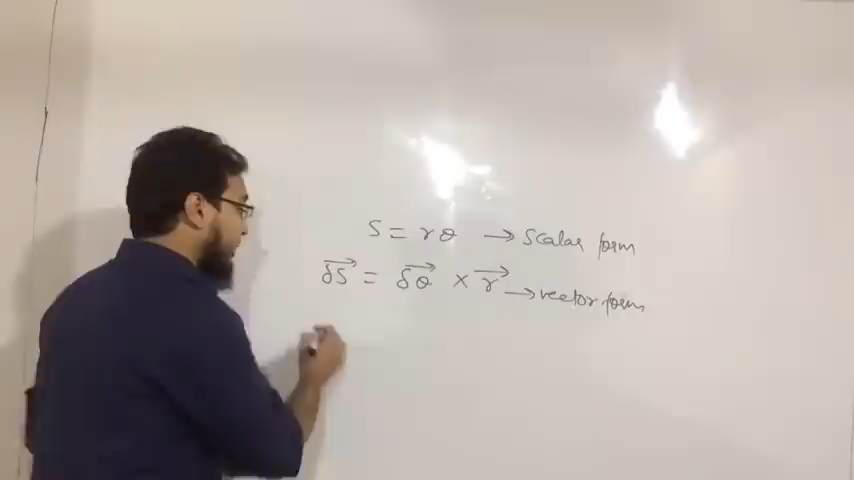 S = rθ → Scalar form
δS⃗ = δθ⃗ × r⃗ → vector form